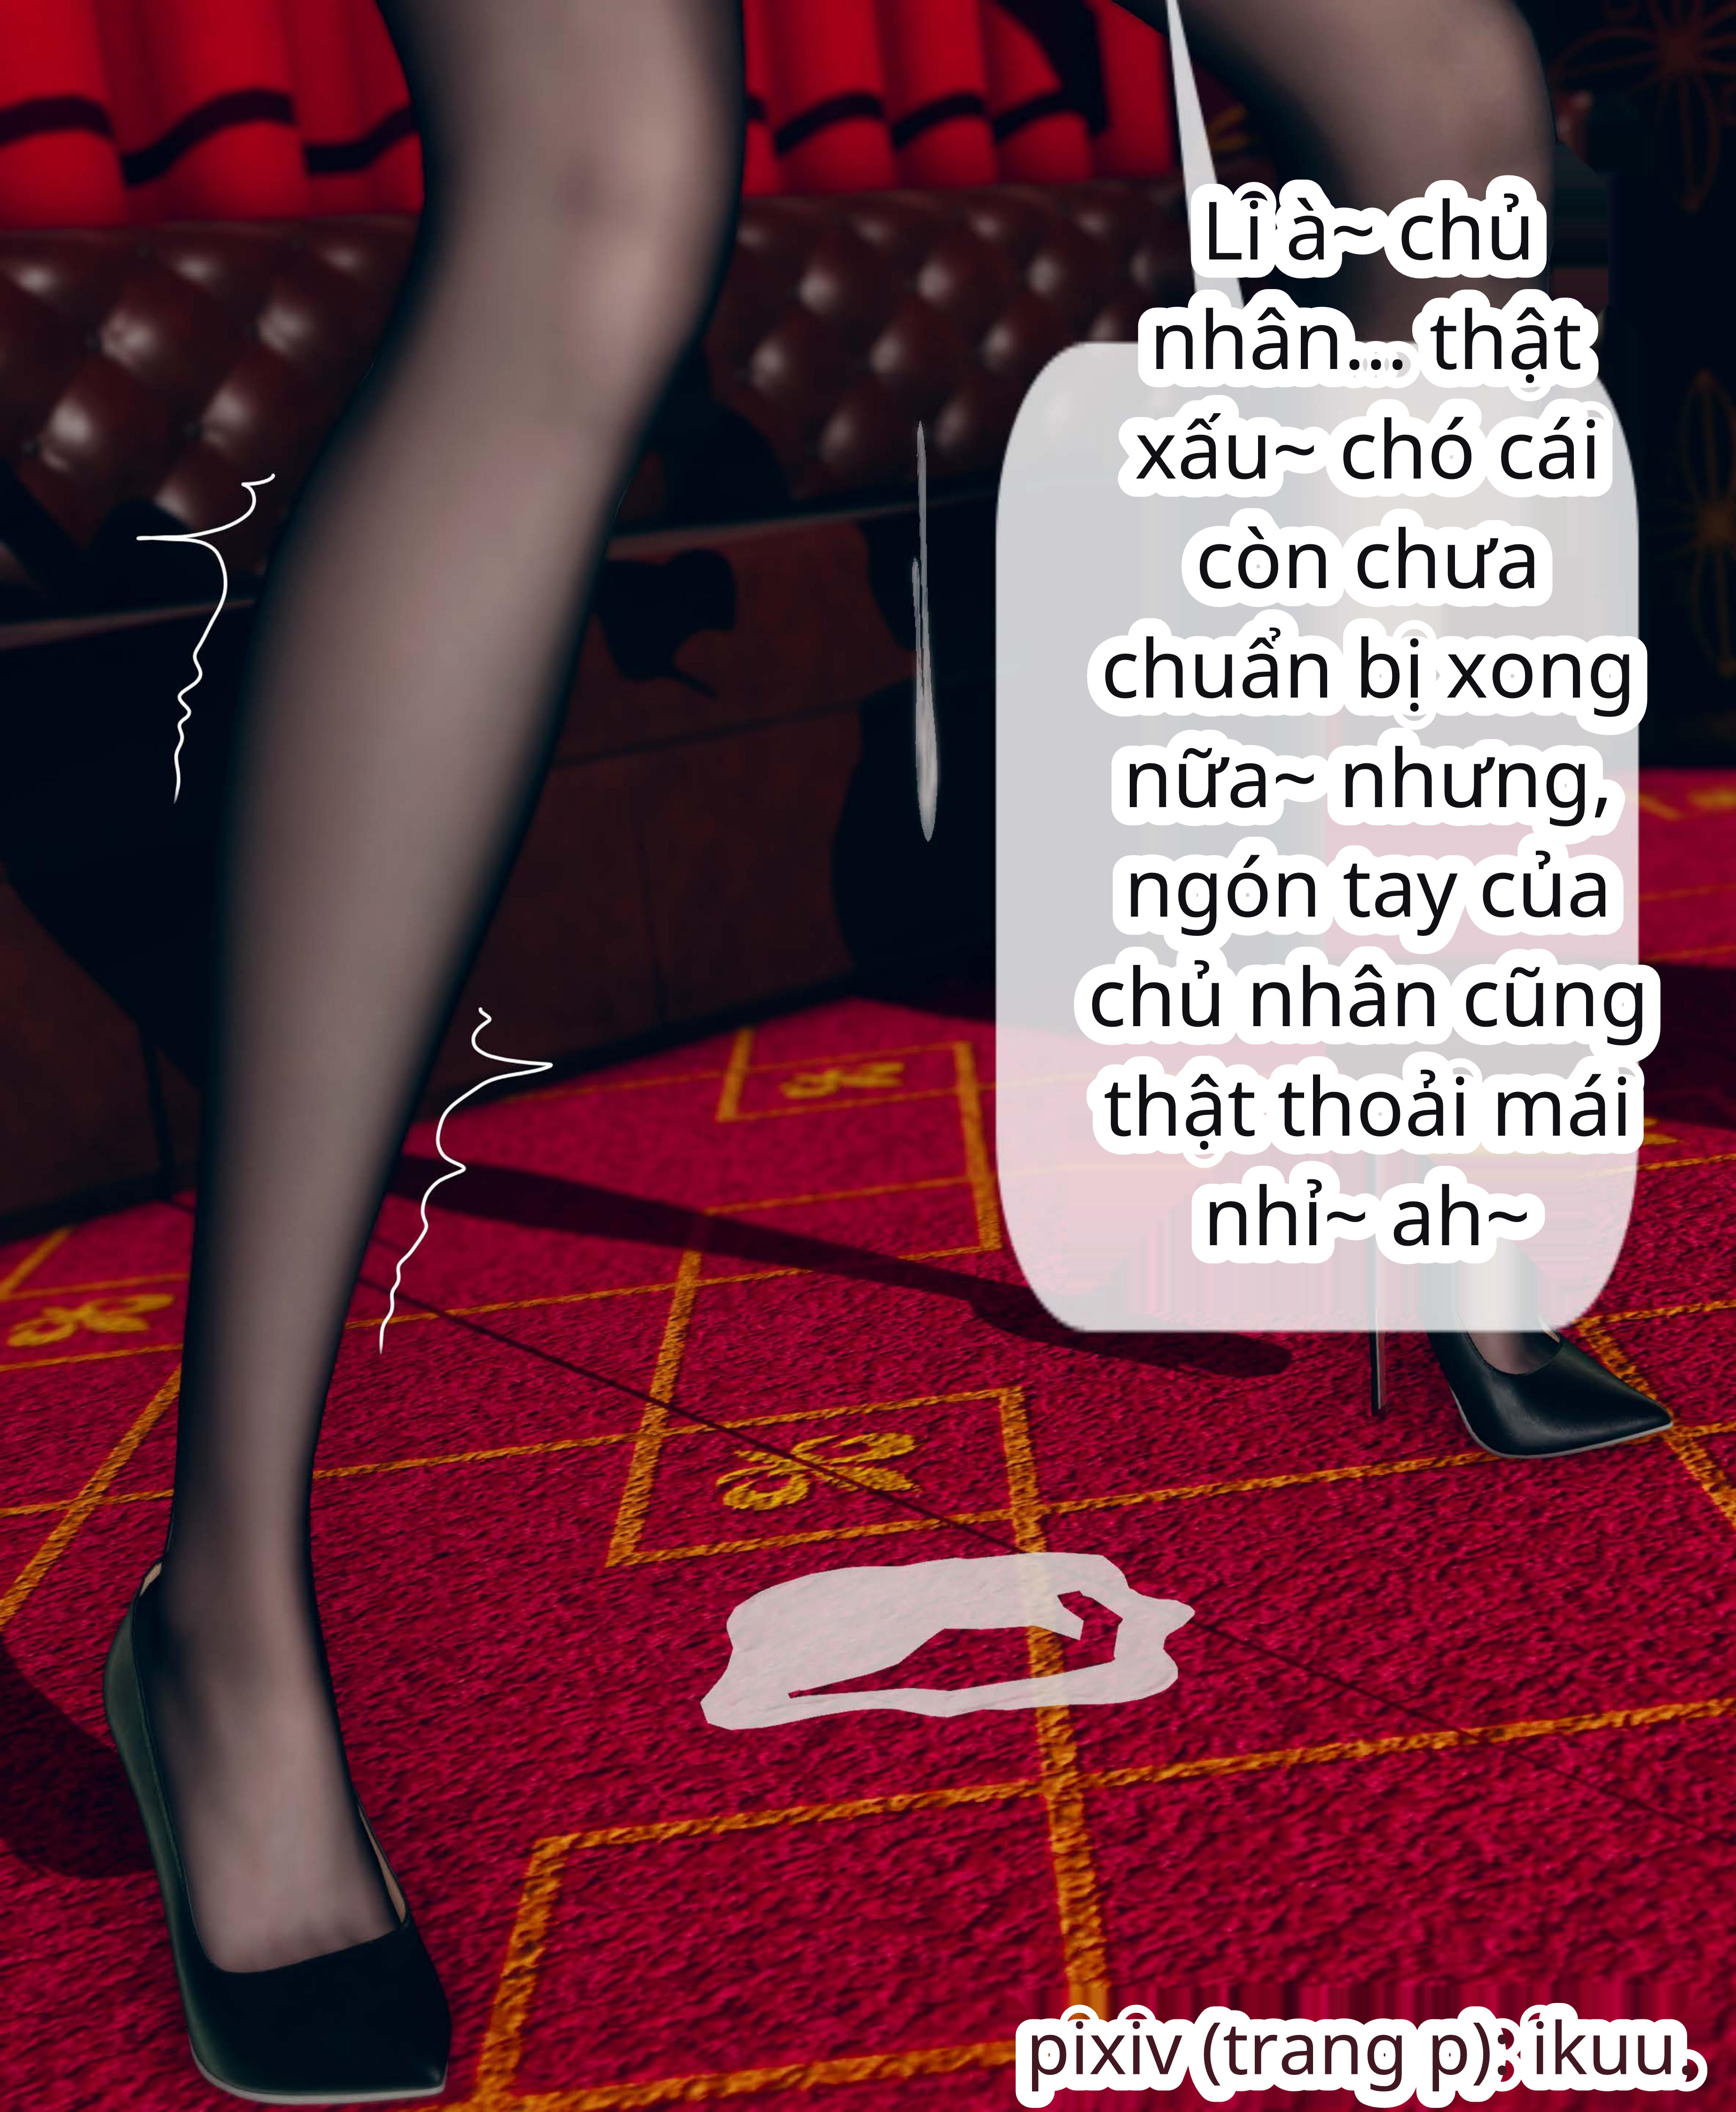 Li à~ chủ
nhân... thật
xấu~ chó cái
còn chưa
chuẩn bị xong
nữa~ nhưng,
ngón tay của
chủ nhân cũng
thật thoải mái
nhỉ~ ah~
pixiv (trang p): ikuu.